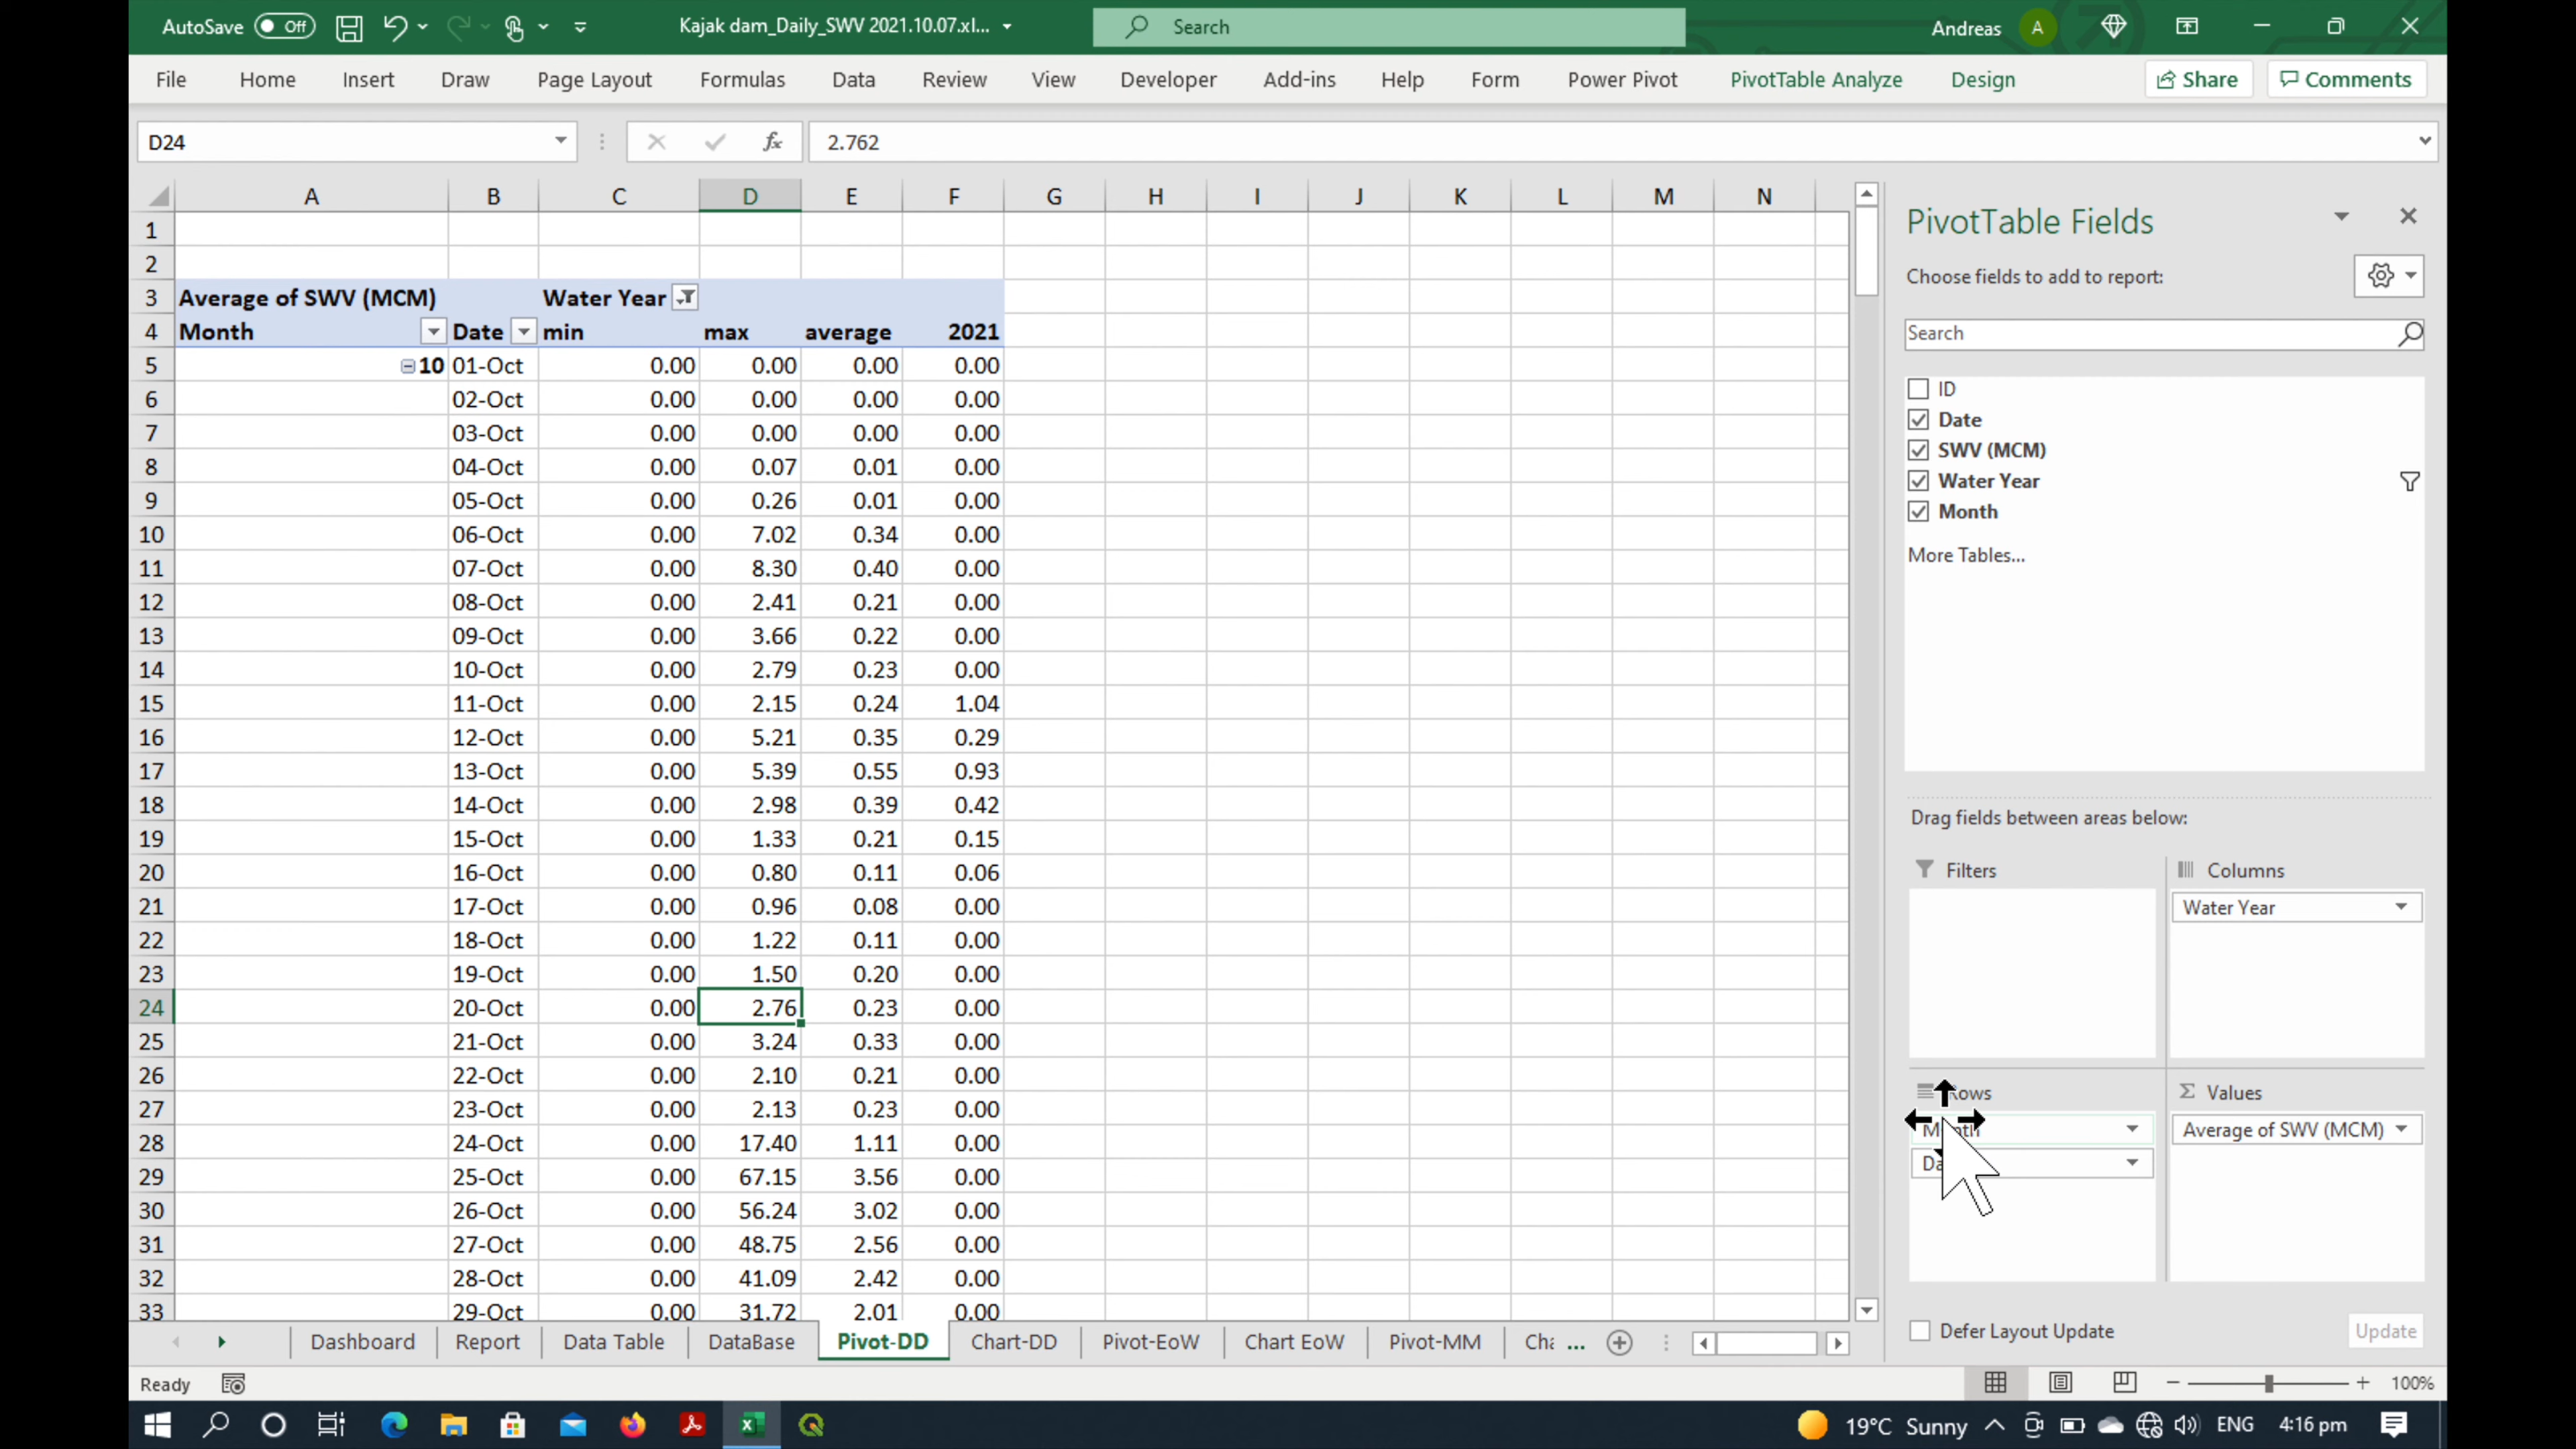 AutoSave Off Kajak dam_Daily_SWV 2021.10.07.xl... Search Andreas A
File Home Insert Draw Page Layout Formulas Data Review View Developer Add-ins Help Form Power Pivot PivotTable Analyze Design Share Comments
D24 fx 2.762
A B C D E F G H I J K L M N
1
2
3 Average of SWV (MCM) Water Year
4 Month Date min max average 2021
5 10 01-Oct 0.00 0.00 0.00 0.00
6 02-Oct 0.00 0.00 0.00 0.00
7 03-Oct 0.00 0.00 0.00 0.00
8 04-Oct 0.00 0.07 0.01 0.00
9 05-Oct 0.00 0.26 0.01 0.00
10 06-Oct 0.00 7.02 0.34 0.00
11 07-Oct 0.00 8.30 0.40 0.00
12 08-Oct 0.00 2.41 0.21 0.00
13 09-Oct 0.00 3.66 0.22 0.00
14 10-Oct 0.00 2.79 0.23 0.00
15 11-Oct 0.00 2.15 0.24 1.04
16 12-Oct 0.00 5.21 0.35 0.29
17 13-Oct 0.00 5.39 0.55 0.93
18 14-Oct 0.00 2.98 0.39 0.42
19 15-Oct 0.00 1.33 0.21 0.15
20 16-Oct 0.00 0.80 0.11 0.06
21 17-Oct 0.00 0.96 0.08 0.00
22 18-Oct 0.00 1.22 0.11 0.00
23 19-Oct 0.00 1.50 0.20 0.00
24 20-Oct 0.00 2.76 0.23 0.00
25 21-Oct 0.00 3.24 0.33 0.00
26 22-Oct 0.00 2.10 0.21 0.00
27 23-Oct 0.00 2.13 0.23 0.00
28 24-Oct 0.00 17.40 1.11 0.00
29 25-Oct 0.00 67.15 3.56 0.00
30 26-Oct 0.00 56.24 3.02 0.00
31 27-Oct 0.00 48.75 2.56 0.00
32 28-Oct 0.00 41.09 2.42 0.00
33 29-Oct 0.00 31.72 2.01 0.00
PivotTable Fields
Choose fields to add to report:
Search
ID
Date
SWV (MCM)
Water Year
Month
More Tables...
Drag fields between areas below:
Filters Columns
Water Year
Rows Σ Values
Month Average of SWV (MCM)
Defer Layout Update Update
Dashboard Report Data Table DataBase Pivot-DD Chart-DD Pivot-EoW Chart EoW Pivot-MM Cha ...
Ready 100%
19°C Sunny ENG 4:16 pm